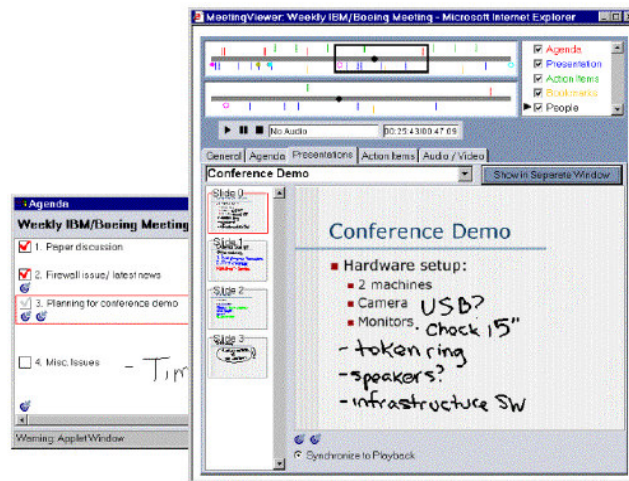 MeetingViewer: Weekly IBM/Boeing Meeting - Microsoft Internet Explorer
Agenda
Presentation
Action Items
Bookmarks
People
No Audio
00:25:43|00:47:09
General
Agenda
Presentations
Action Items
Audio / Video
Conference Demo
Show in Seperate Window
Slide 0
Slide 1
Slide 2
Slide 3
Conference Demo
Hardware setup:
2 machines
Camera USB?
Monitors. Check 15"
- token ring
- speakers?
- infrastructure SW
Synchronize to Playback
Agenda
Weekly IBM/Boeing Meeting
1. Paper discussion
2. Firewall issue/ latest news
3. Planning for conference demo
4. Misc. Issues - Tim
Warning: Applet Window